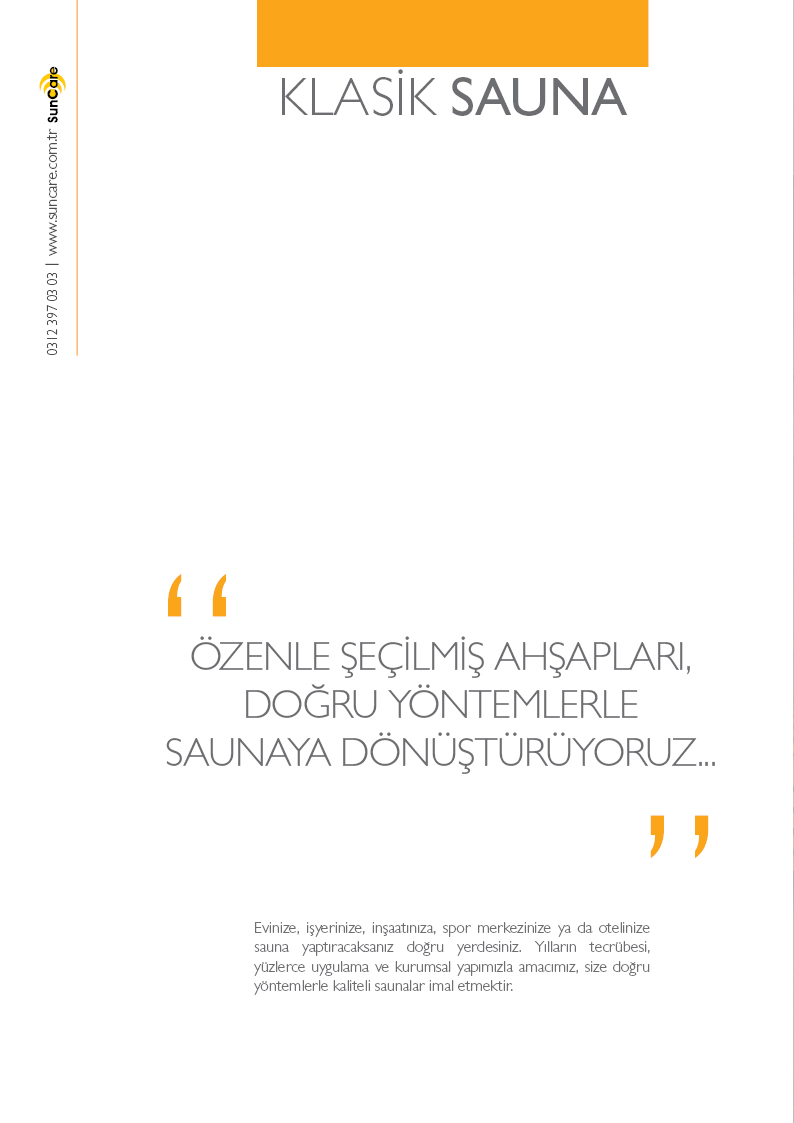 KLASİK SAUNA
0312 397 03 03 | www.suncare.com.tr SunCare
“
ÖZENLE ŞEÇİLMİŞ AHŞAPLARI,
DOĞRU YÖNTEMLERLE
SAUNAYA DÖNÜŞTÜRÜYORUZ...
”
Evinize, işyerinize, inşaatınıza, spor merkezinize ya da otelinize
sauna yaptıracaksanız doğru yerdesiniz. Yılların tecrübesi,
yüzlerce uygulama ve kurumsal yapımızla amacımız, size doğru
yöntemlerle kaliteli saunalar imal etmektir.